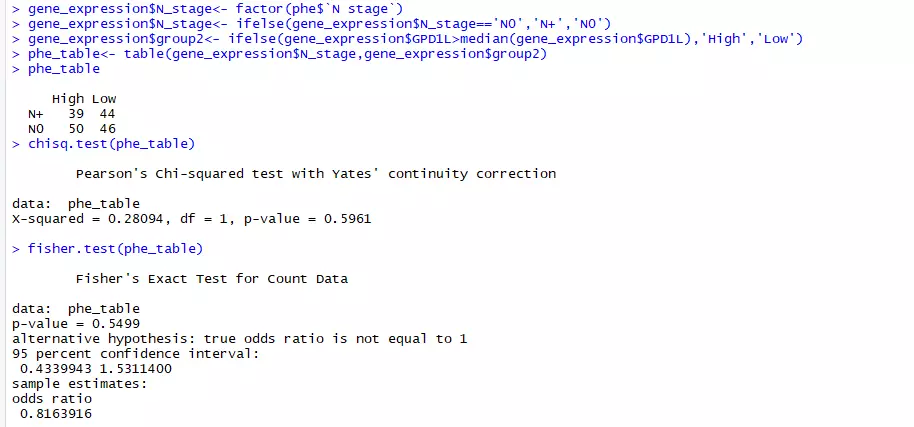 > gene_expression$N_stage<- factor(phe$`N stage`)
> gene_expression$N_stage<- ifelse(gene_expression$N_stage=='N0','N+','N0')
> gene_expression$group2<- ifelse(gene_expression$GPD1L>median(gene_expression$GPD1L),'High','Low')
> phe_table<- table(gene_expression$N_stage,gene_expression$group2)
> phe_table
High Low
N+ 39 44
N0 50 46
> chisq.test(phe_table)
Pearson's Chi-squared test with Yates' continuity correction
data: phe_table
X-squared = 0.28094, df = 1, p-value = 0.5961
> fisher.test(phe_table)
Fisher's Exact Test for Count Data
data: phe_table
p-value = 0.5499
alternative hypothesis: true odds ratio is not equal to 1
95 percent confidence interval:
0.4339943 1.5311400
sample estimates:
odds ratio
0.8163916